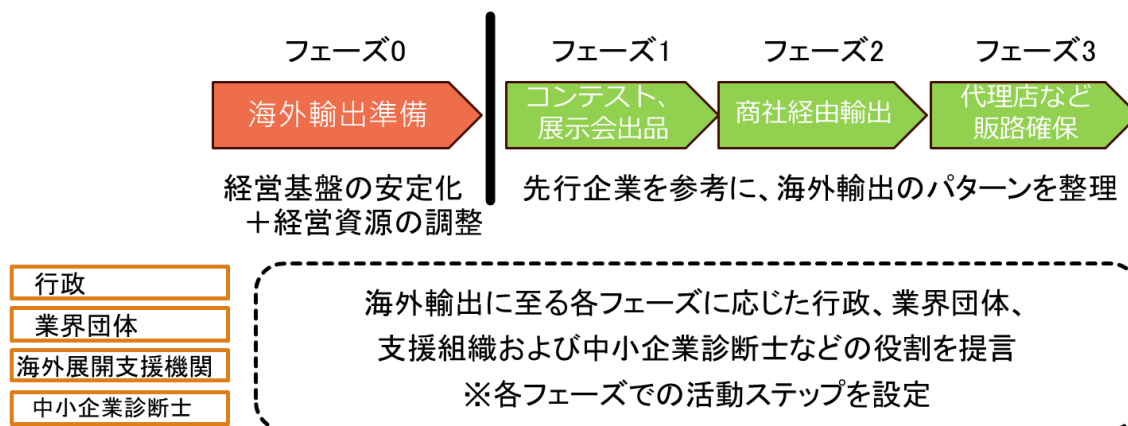 フェーズ0
フェーズ1
フェーズ2
フェーズ3
海外輸出準備
コンテスト、
展示会出品
商社経由輸出
代理店など
販路確保
経営基盤の安定化
＋経営資源の調整
先行企業を参考に、海外輸出のパターンを整理
行政
業界団体
海外展開支援機関
中小企業診断士
海外輸出に至る各フェーズに応じた行政、業界団体、
支援組織および中小企業診断士などの役割を提言
※各フェーズでの活動ステップを設定